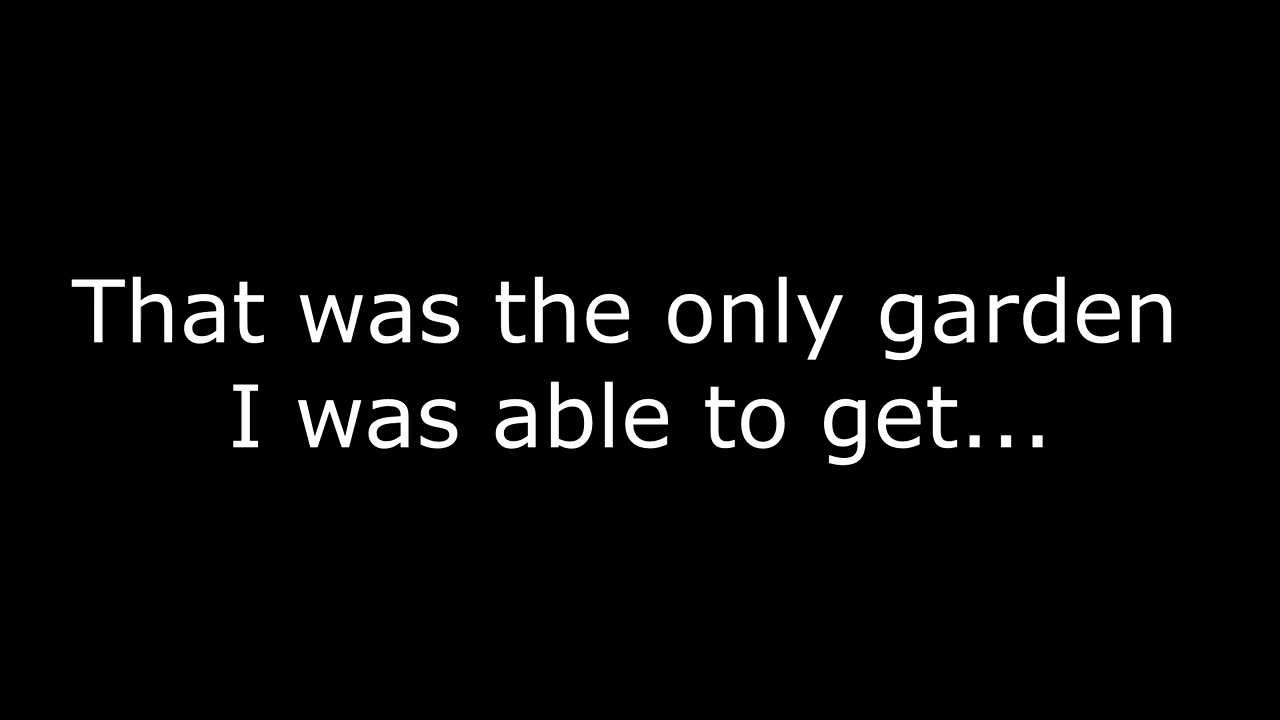 That was the only garden
I was able to get...